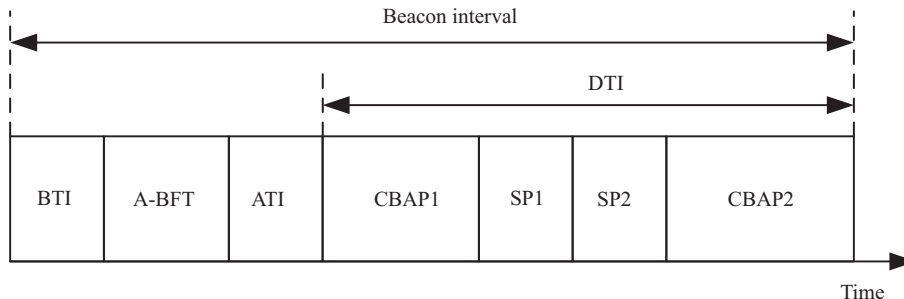 Beacon interval
DTI
BTI
A-BFT
ATI
CBAP1
SP1
SP2
CBAP2
Time